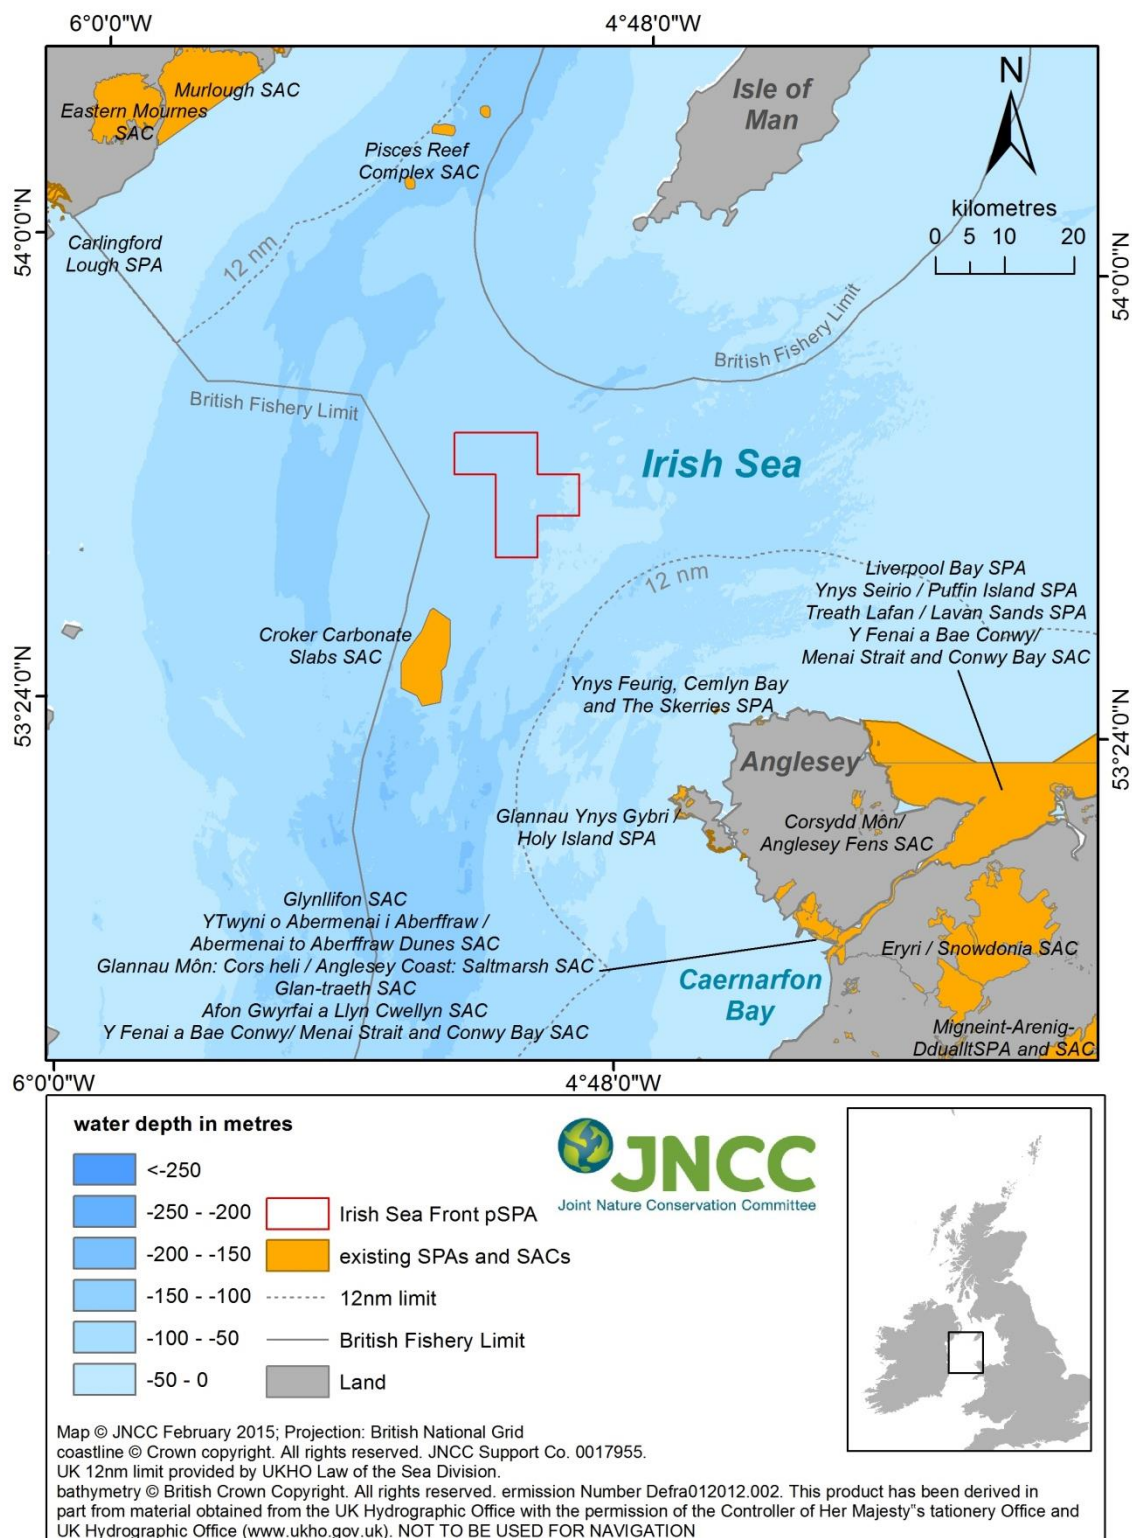 6°0'0"W
4°48'0"W
Murlough SAC
Eastern Mournes
SAC
Isle of
Man
N
Pisces Reef
Complex SAC
kilometres
0 5 10 20
54°0'0"N
54°0'0"N
Carlingford
Lough SPA
12 nm
British Fishery Limit
British Fishery Limit
Irish Sea
12 nm
Liverpool Bay SPA
Ynys Seirio / Puffin Island SPA
Treath Lafan / Lavan Sands SPA
Y Fenai a Bae Conwy/
Menai Strait and Conwy Bay SAC
Croker Carbonate
Slabs SAC
53°24'0"N
53°24'0"N
Ynys Feurig, Cemlyn Bay
and The Skerries SPA
Anglesey
Glannau Ynys Gybri /
Holy Island SPA
Corsydd Môn/
Anglesey Fens SAC
Glynllifon SAC
YTwyni o Abermenai i Aberffraw /
Abermenai to Aberffraw Dunes SAC
Glannau Môn: Cors heli / Anglesey Coast: Saltmarsh SAC
Glan-traeth SAC
Afon Gwyrfai a Llyn Cwellyn SAC
Y Fenai a Bae Conwy/ Menai Strait and Conwy Bay SAC
Eryri / Snowdonia SAC
Caernarfon
Bay
Migneint-Arenig-
DdualltSPA and SAC
6°0'0"W
4°48'0"W
water depth in metres
<-250
-250 - -200
-200 - -150
-150 - -100
-100 - -50
-50 - 0
Irish Sea Front pSPA
existing SPAs and SACs
12nm limit
British Fishery Limit
Land
JNCC
Joint Nature Conservation Committee
Map © JNCC February 2015; Projection: British National Grid
coastline © Crown copyright. All rights reserved. JNCC Support Co. 0017955.
UK 12nm limit provided by UKHO Law of the Sea Division.
bathymetry © British Crown Copyright. All rights reserved. ermission Number Defra012012.002. This product has been derived in
part from material obtained from the UK Hydrographic Office with the permission of the Controller of Her Majesty"s tationery Office and
UK Hydrographic Office (www.ukho.gov.uk). NOT TO BE USED FOR NAVIGATION